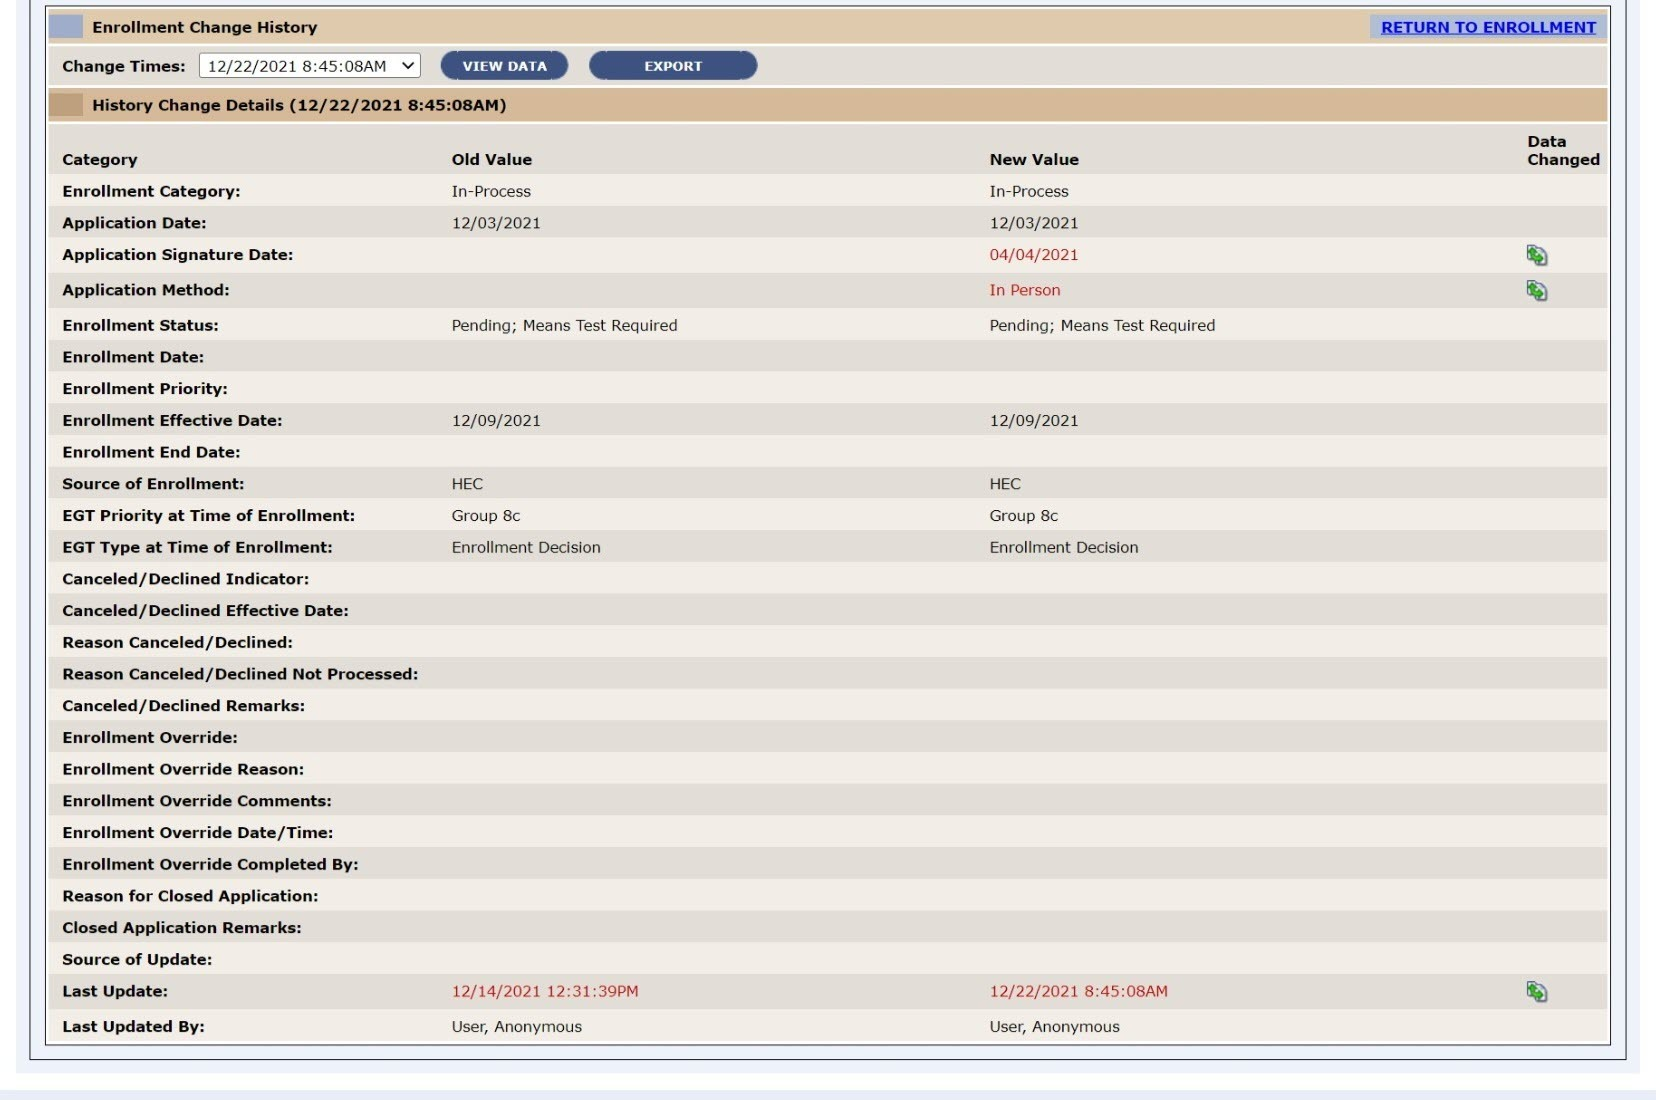 Enrollment Change History RETURN TO ENROLLMENT
Change Times: 12/22/2021 8:45:08AM VIEW DATA EXPORT
History Change Details (12/22/2021 8:45:08AM)
Category Old Value New Value Data Changed
Enrollment Category: In-Process In-Process
Application Date: 12/03/2021 12/03/2021
Application Signature Date: 04/04/2021
Application Method: In Person
Enrollment Status: Pending; Means Test Required Pending; Means Test Required
Enrollment Date:
Enrollment Priority:
Enrollment Effective Date: 12/09/2021 12/09/2021
Enrollment End Date:
Source of Enrollment: HEC HEC
EGT Priority at Time of Enrollment: Group 8c Group 8c
EGT Type at Time of Enrollment: Enrollment Decision Enrollment Decision
Canceled/Declined Indicator:
Canceled/Declined Effective Date:
Reason Canceled/Declined:
Reason Canceled/Declined Not Processed:
Canceled/Declined Remarks:
Enrollment Override:
Enrollment Override Reason:
Enrollment Override Comments:
Enrollment Override Date/Time:
Enrollment Override Completed By:
Reason for Closed Application:
Closed Application Remarks:
Source of Update:
Last Update: 12/14/2021 12:31:39PM 12/22/2021 8:45:08AM
Last Updated By: User, Anonymous User, Anonymous